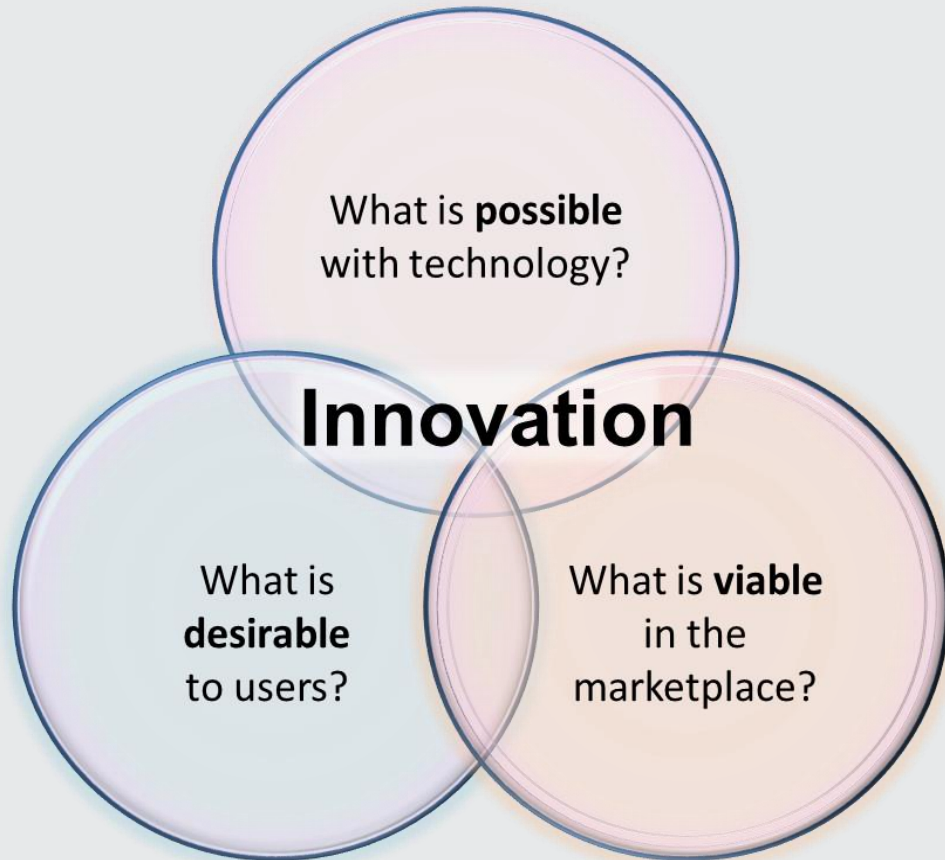 What is possible
with technology?
Innovation
What is
desirable
to users?
What is viable
in the
marketplace?